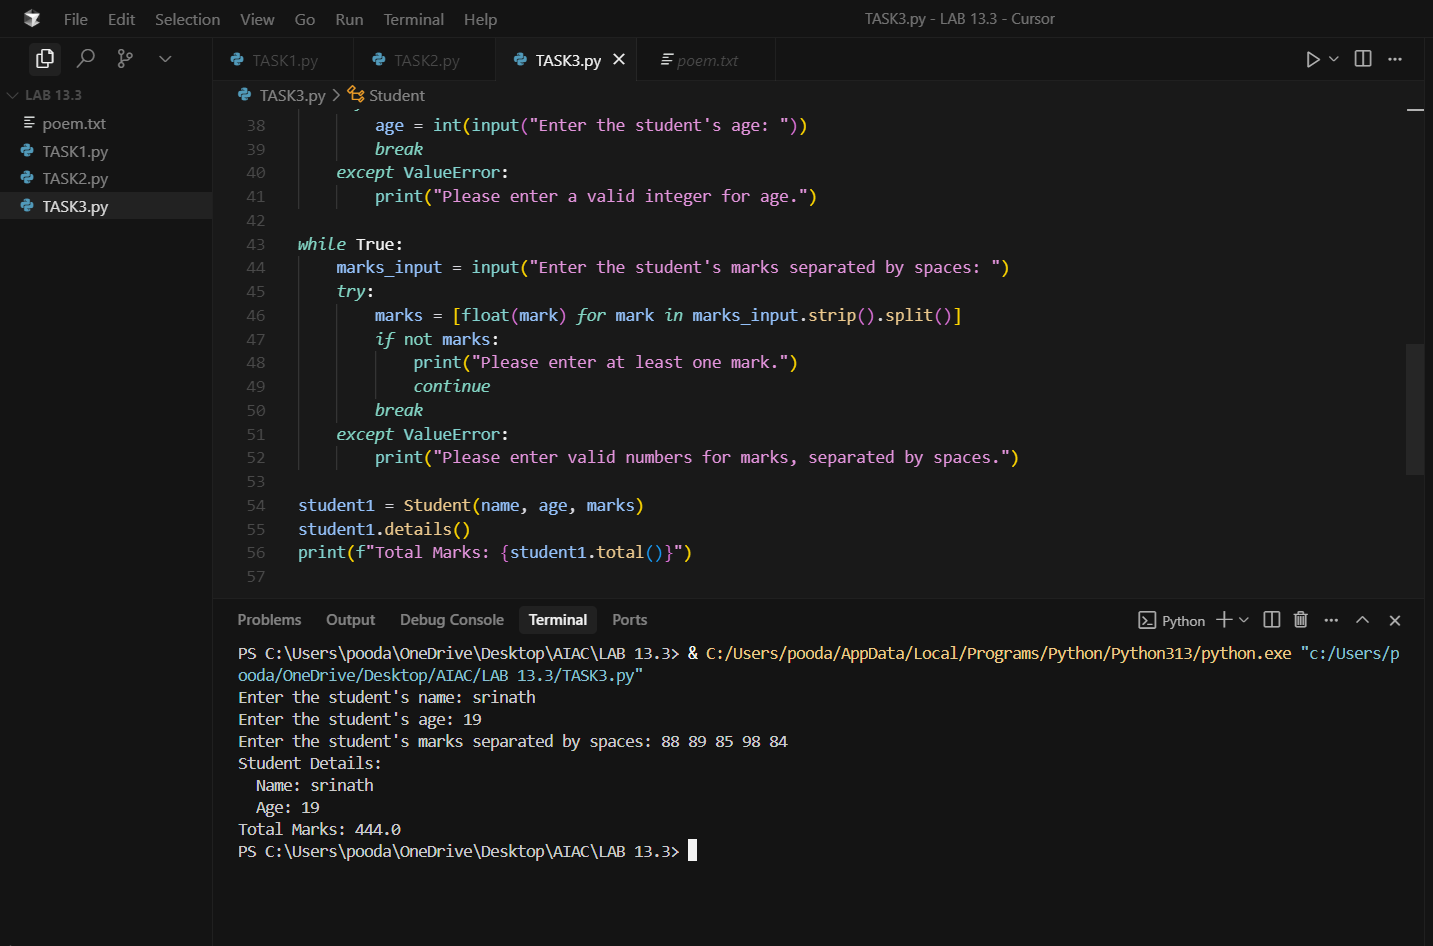 File Edit Selection View Go Run Terminal Help TASK3.py - LAB 13.3 - Cursor
TASK1.py TASK2.py TASK3.py poem.txt
LAB 13.3
poem.txt
TASK1.py
TASK2.py
TASK3.py
TASK3.py > Student
38 age = int(input("Enter the student's age: "))
39 break
40 except ValueError:
41 print("Please enter a valid integer for age.")
42
43 while True:
44 marks_input = input("Enter the student's marks separated by spaces: ")
45 try:
46 marks = [float(mark) for mark in marks_input.strip().split()]
47 if not marks:
48 print("Please enter at least one mark.")
49 continue
50 break
51 except ValueError:
52 print("Please enter valid numbers for marks, separated by spaces.")
53
54 student1 = Student(name, age, marks)
55 student1.details()
56 print(f"Total Marks: {student1.total()}")
57
Problems Output Debug Console Terminal Ports Python
PS C:\Users\pooda\OneDrive\Desktop\AIAC\LAB 13.3> & C:/Users/pooda/AppData/Local/Programs/Python/Python313/python.exe "c:/Users/p
ooda/OneDrive/Desktop/AIAC/LAB 13.3/TASK3.py"
Enter the student's name: srinath
Enter the student's age: 19
Enter the student's marks separated by spaces: 88 89 85 98 84
Student Details:
Name: srinath
Age: 19
Total Marks: 444.0
PS C:\Users\pooda\OneDrive\Desktop\AIAC\LAB 13.3>